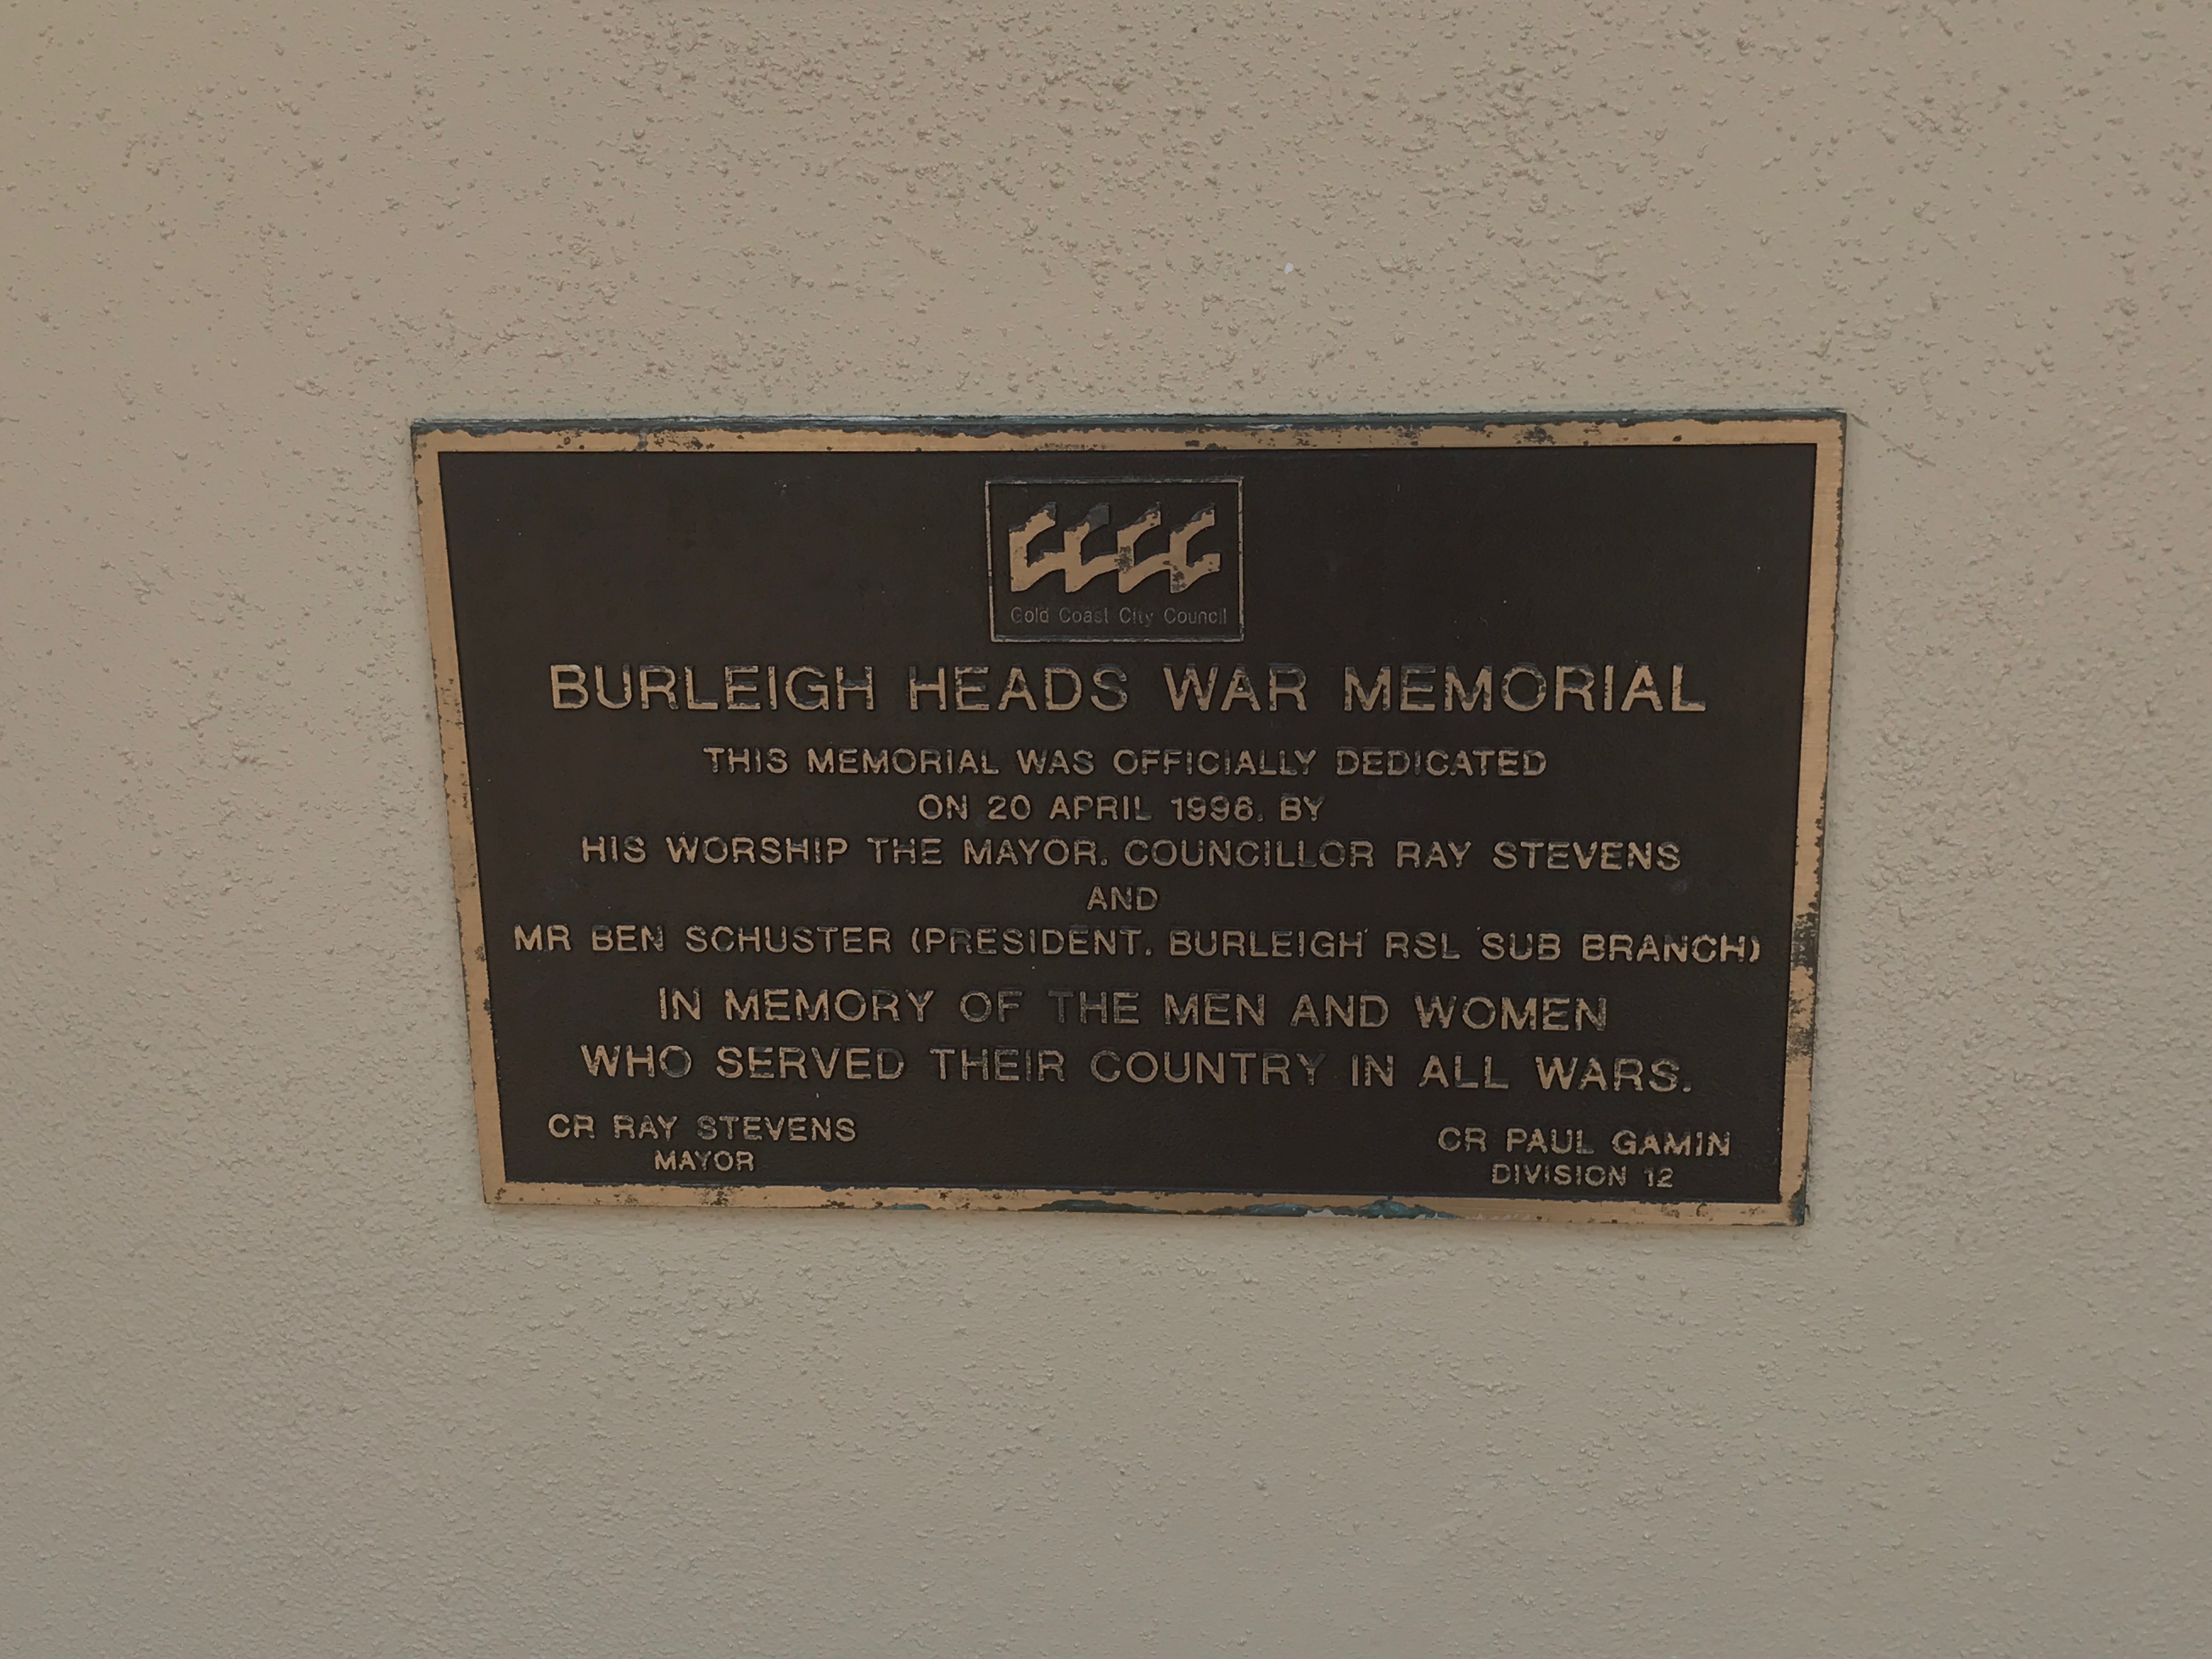 Gold Coast City Council
BURLEIGH HEADS WAR MEMORIAL
THIS MEMORIAL WAS OFFICIALLY DEDICATED
ON 20 APRIL 1996, BY
HIS WORSHIP THE MAYOR, COUNCILLOR RAY STEVENS
AND
MR BEN SCHUSTER (PRESIDENT, BURLEIGH RSL SUB BRANCH)
IN MEMORY OF THE MEN AND WOMEN
WHO SERVED THEIR COUNTRY IN ALL WARS.
CR RAY STEVENS
MAYOR
CR PAUL GAMIN
DIVISION 12